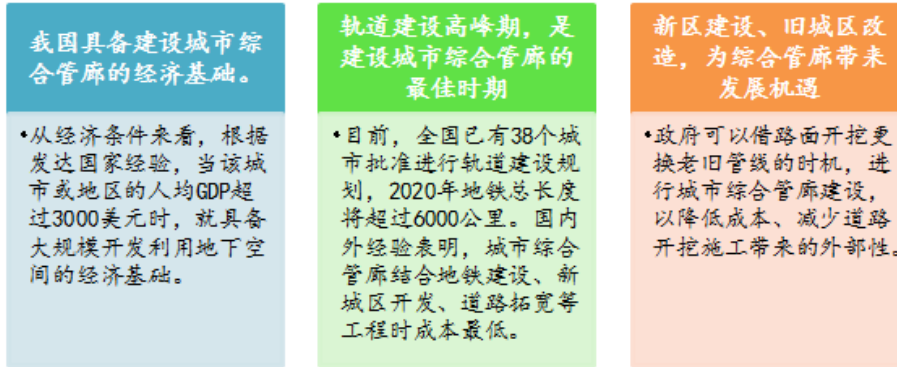 我国具备建设城市综
合管廊的经济基础。
•从经济条件来看，根据
发达国家经验，当该城
市或地区的人均GDP超
过3000美元时，就具备
大规模开发利用地下空
间的经济基础。
轨道建设高峰期，是
建设城市综合管廊的
最佳时期
•目前，全国已有38个城
市批准进行轨道建设规
划，2020年地铁总长度
将超过6000公里。国内
外经验表明，城市综合
管廊结合地铁建设、新
城区开发、道路拓宽等
工程时成本最低。
新区建设、旧城区改
造，为综合管廊带来
发展机遇
•政府可以借路面开挖更
换老旧管线的时机，进
行城市综合管廊建设，
以降低成本、减少道路
开挖施工带来的外部性。